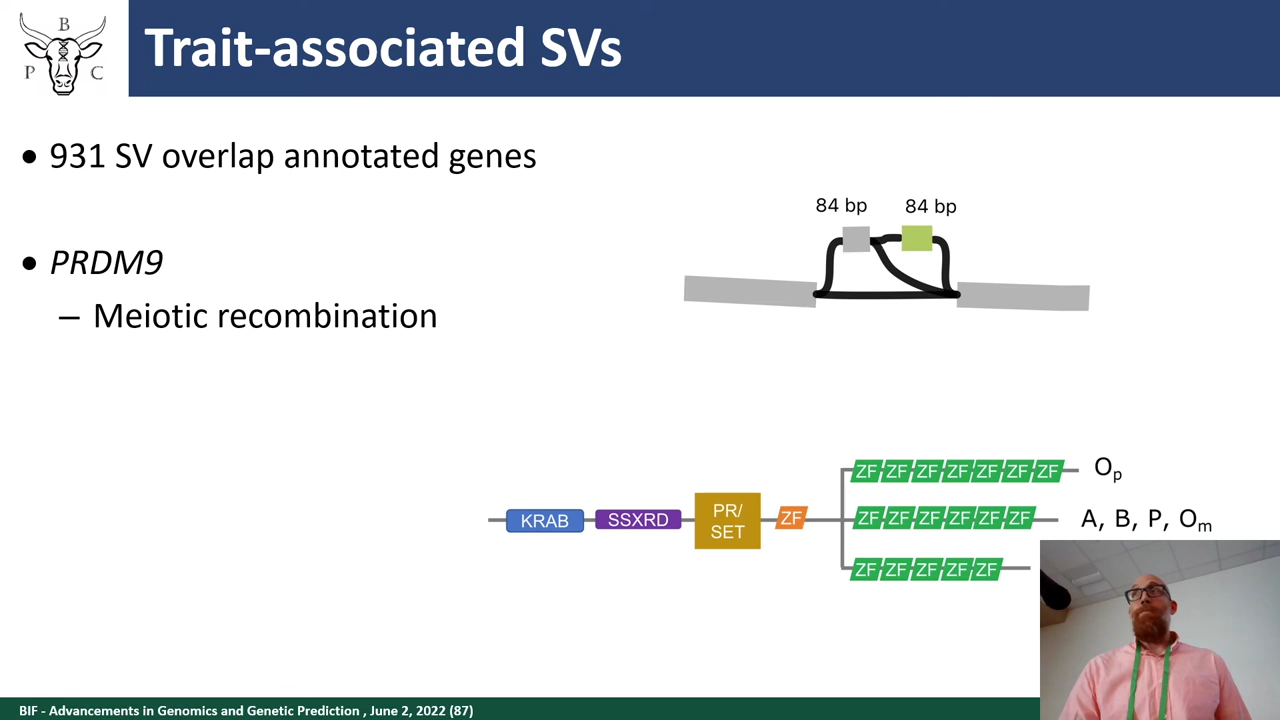 B
P C
Trait-associated SVs
• 931 SV overlap annotated genes
84 bp 84 bp
• PRDM9
– Meiotic recombination
ZF ZF ZF ZF ZF ZF ZF Op
KRAB SSXRD PR/ SET ZF ZF ZF ZF ZF ZF ZF A, B, P, Om
ZF ZF ZF ZF ZF
BIF - Advancements in Genomics and Genetic Prediction , June 2, 2022 (87)